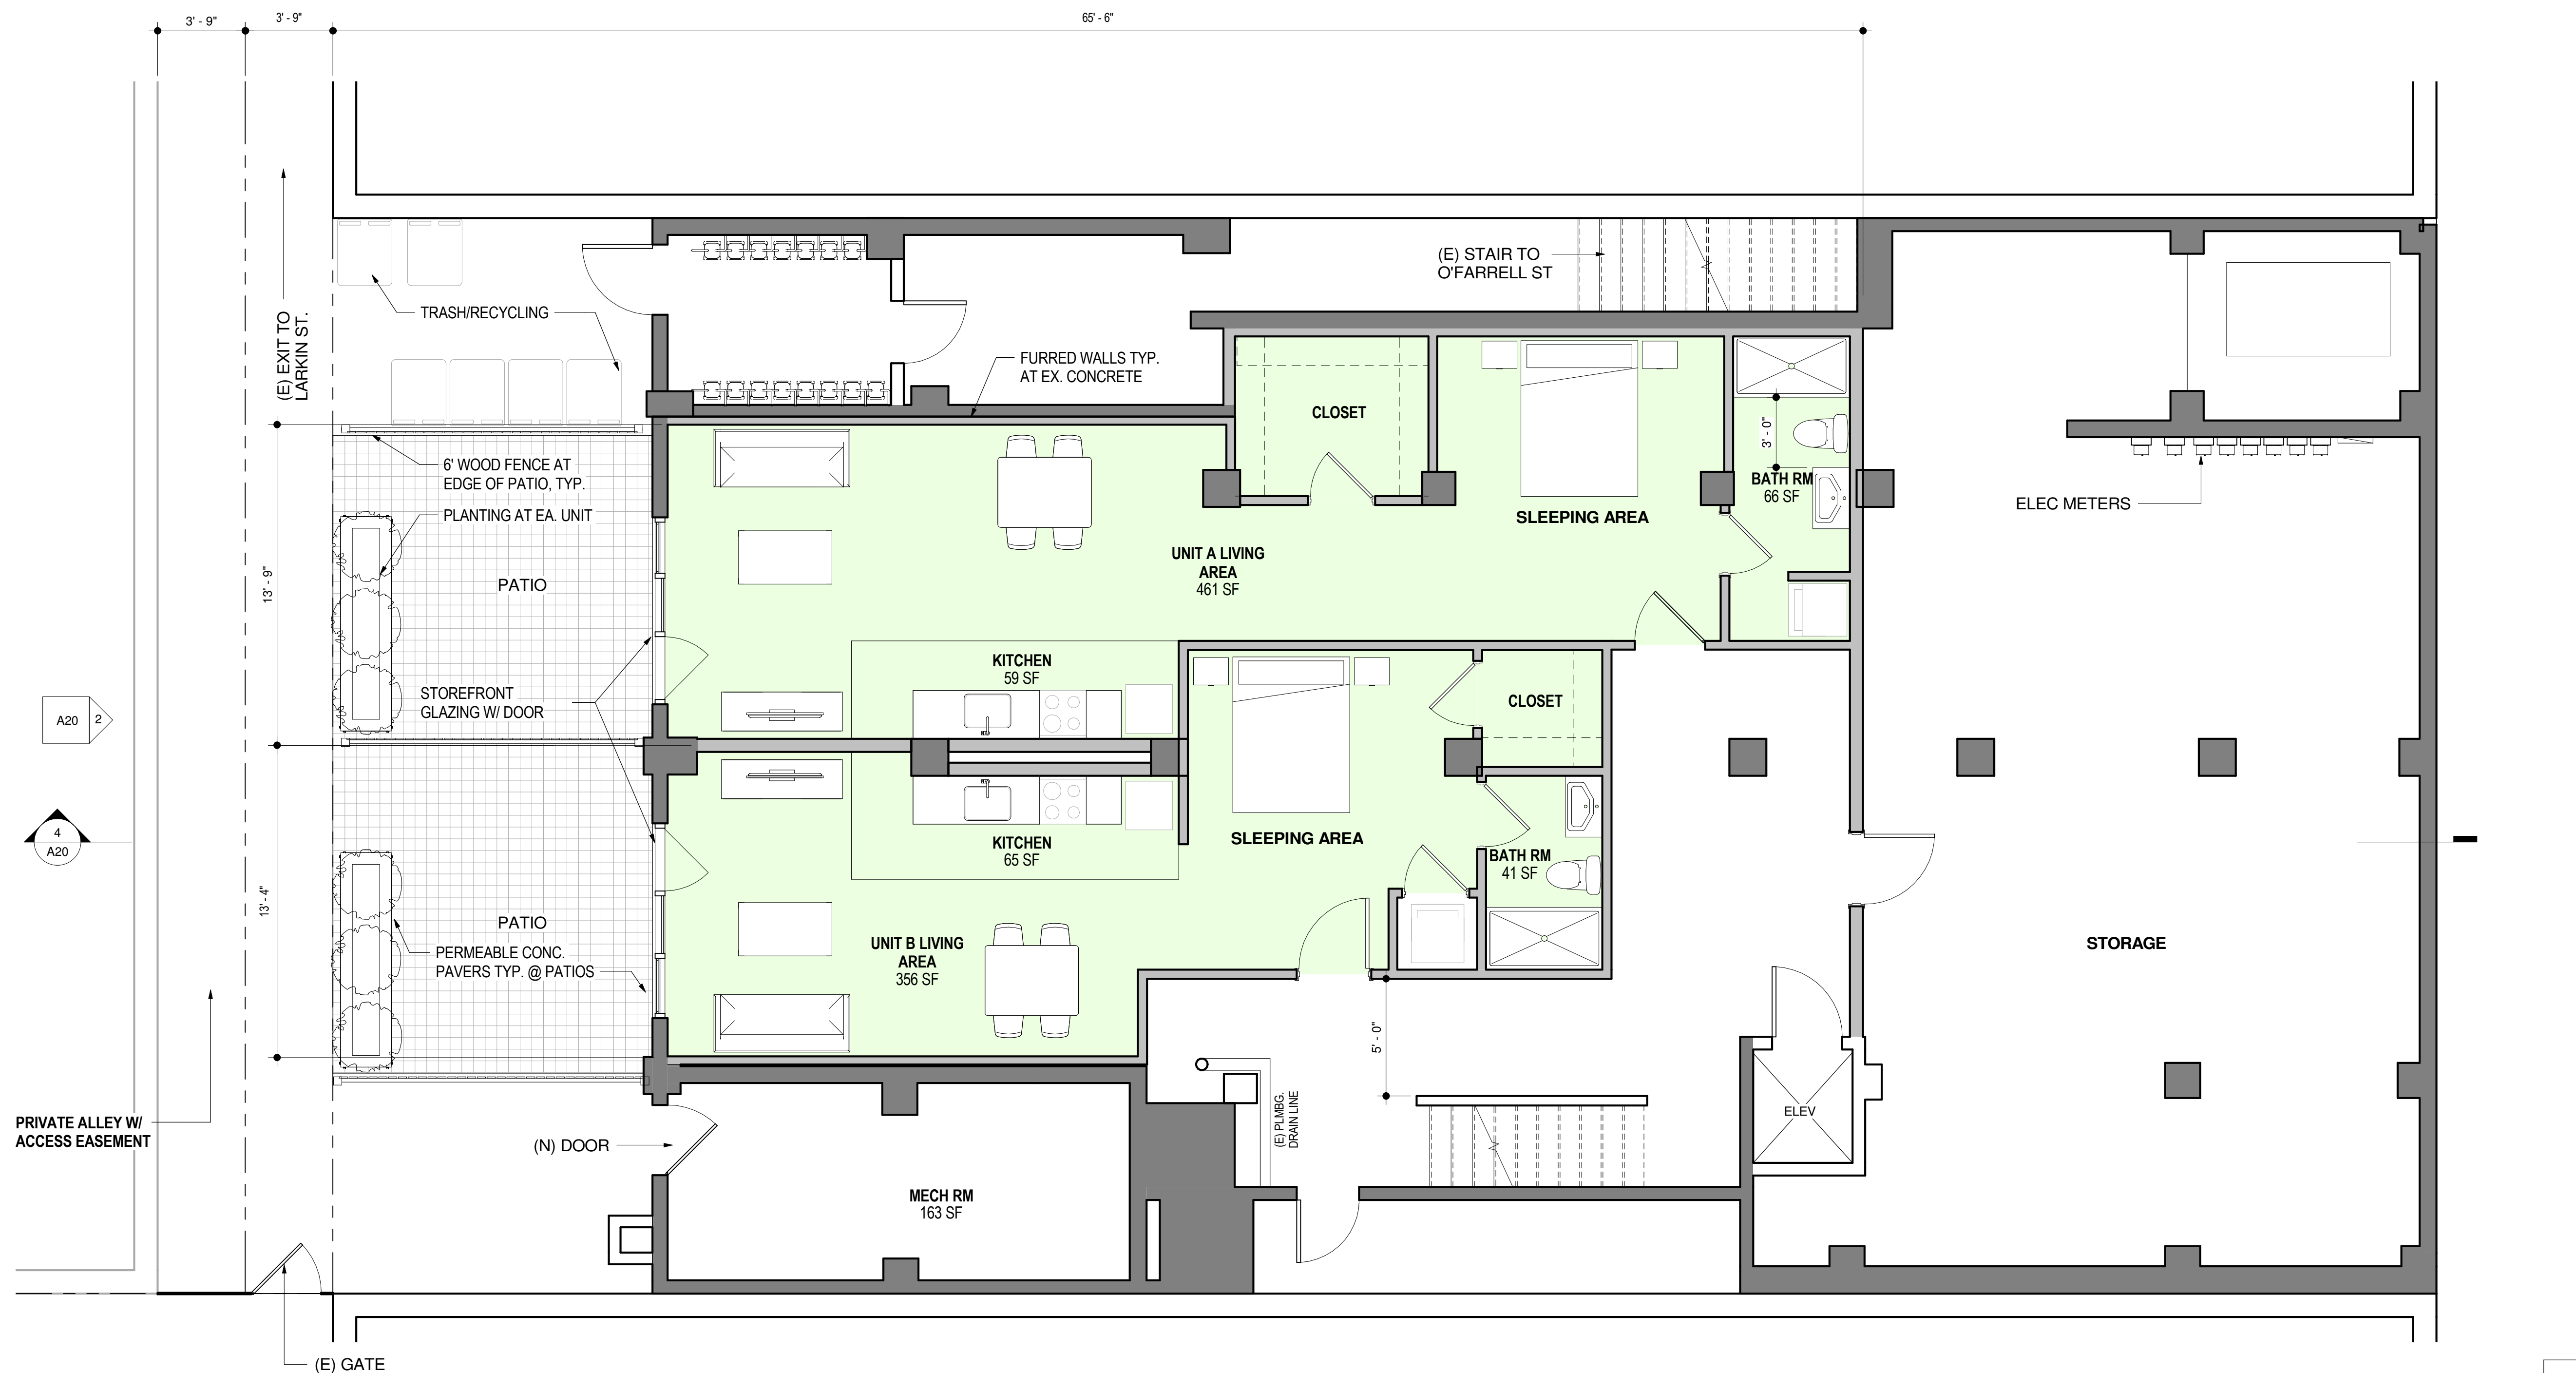 3' - 9"
3' - 9"
65' - 6"
(E) EXIT TO
LARKIN ST.
TRASH/RECYCLING
(E) STAIR TO
O'FARRELL ST
FURRED WALLS TYP.
AT EX. CONCRETE
CLOSET
3' - 0"
6' WOOD FENCE AT
EDGE OF PATIO, TYP.
PLANTING AT EA. UNIT
BATH RM
66 SF
SLEEPING AREA
ELEC METERS
13' - 9"
PATIO
UNIT A LIVING
AREA
461 SF
KITCHEN
59 SF
STOREFRONT
GLAZING W/ DOOR
CLOSET
A20
2
4
A20
SLEEPING AREA
KITCHEN
65 SF
BATH RM
41 SF
13' - 4"
PATIO
PERMEABLE CONC.
PAVERS TYP. @ PATIOS
UNIT B LIVING
AREA
356 SF
STORAGE
5' - 0"
PRIVATE ALLEY W/
ACCESS EASEMENT
(N) DOOR
(E) PLMBG.
DRAIN LINE
ELEV
MECH RM
163 SF
(E) GATE